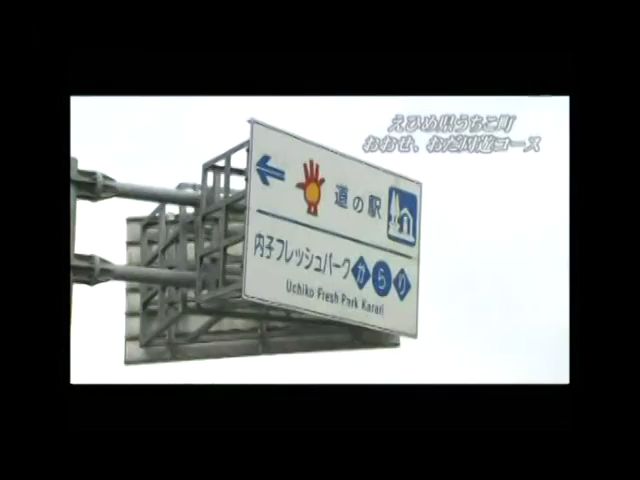 えひめ県うちこ町
おおせ、おだ周遊コース
道の駅
内子フレッシュパークからり
Uchiko Fresh Park Karari